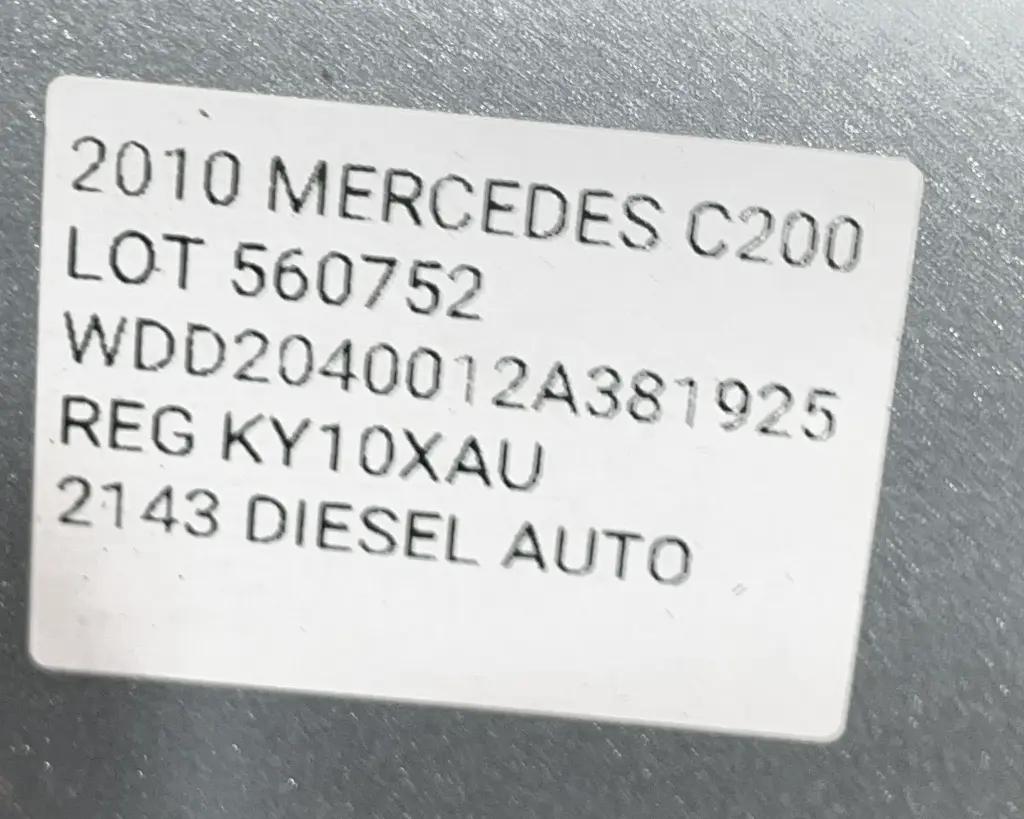 2010 MERCEDES C200
LOT 560752
WDD2040012A381925
REG KY10XAU
2143 DIESEL AUTO